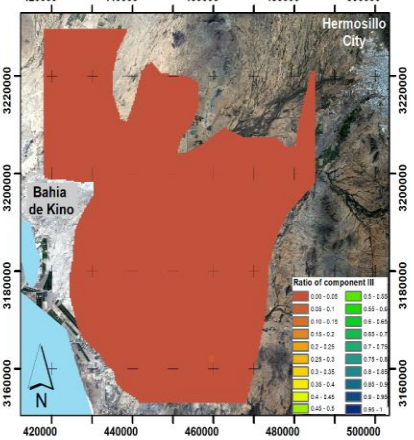 Hermosillo
City
3220000
3220000
3200000
3200000
Bahia
de Kino
3180000
3180000
Ratio of component III
0.00 - 0.05
0.5 - 0.55
0.05 - 0.1
0.55 - 0.6
0.10 - 0.15
0.6 - 0.65
0.15 - 0.2
0.65 - 0.7
0.2 - 0.25
0.7 - 0.75
0.25 - 0.3
0.75 - 0.8
0.3 - 0.35
0.8 - 0.85
0.35 - 0.4
0.85 - 0.9
0.4 - 0.45
0.9 - 0.95
0.45 - 0.5
0.95 - 1
3160000
3160000
N
420000 440000 460000 480000 500000